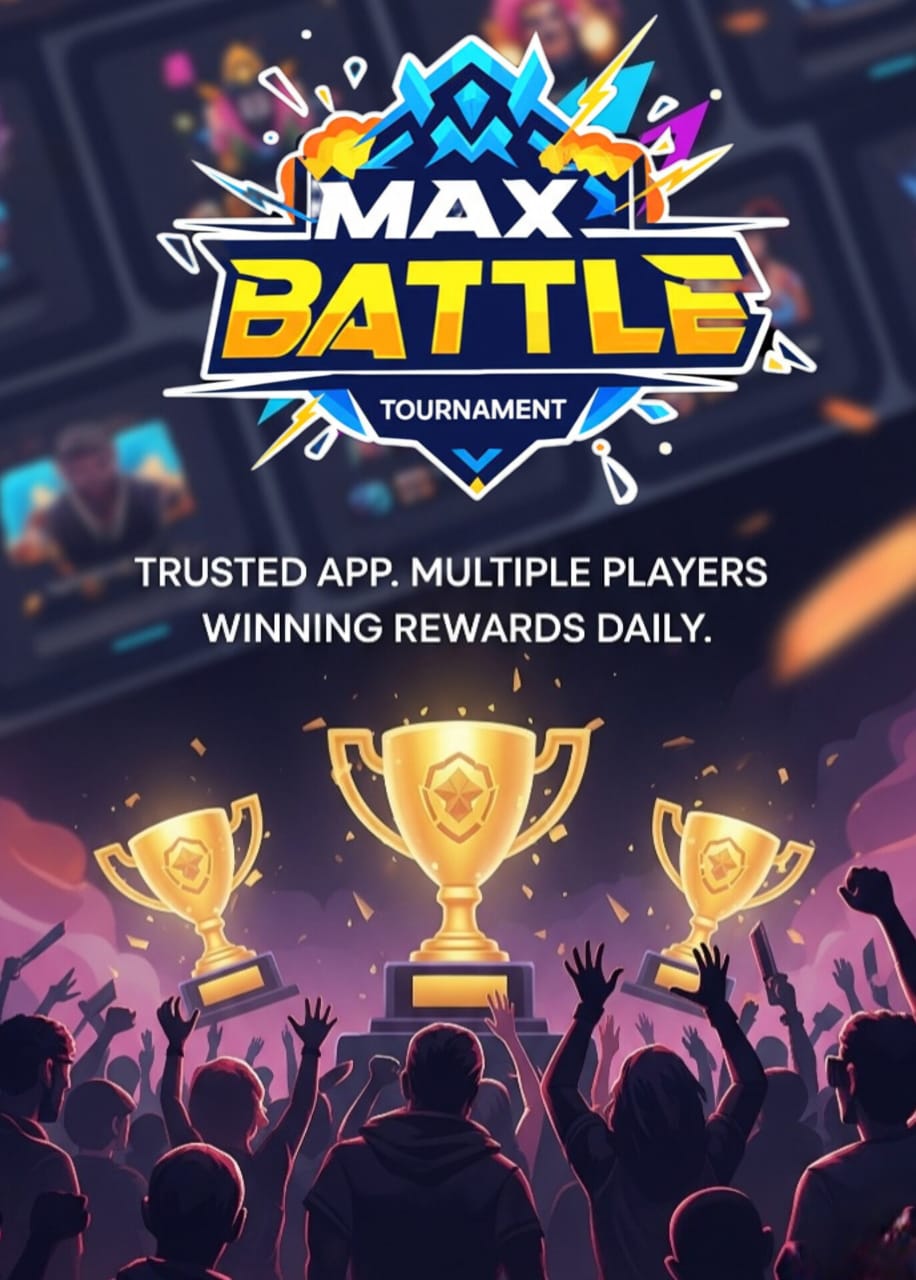 MAX
BATTLE
TOURNAMENT
TRUSTED APP. MULTIPLE PLAYERS
WINNING REWARDS DAILY.